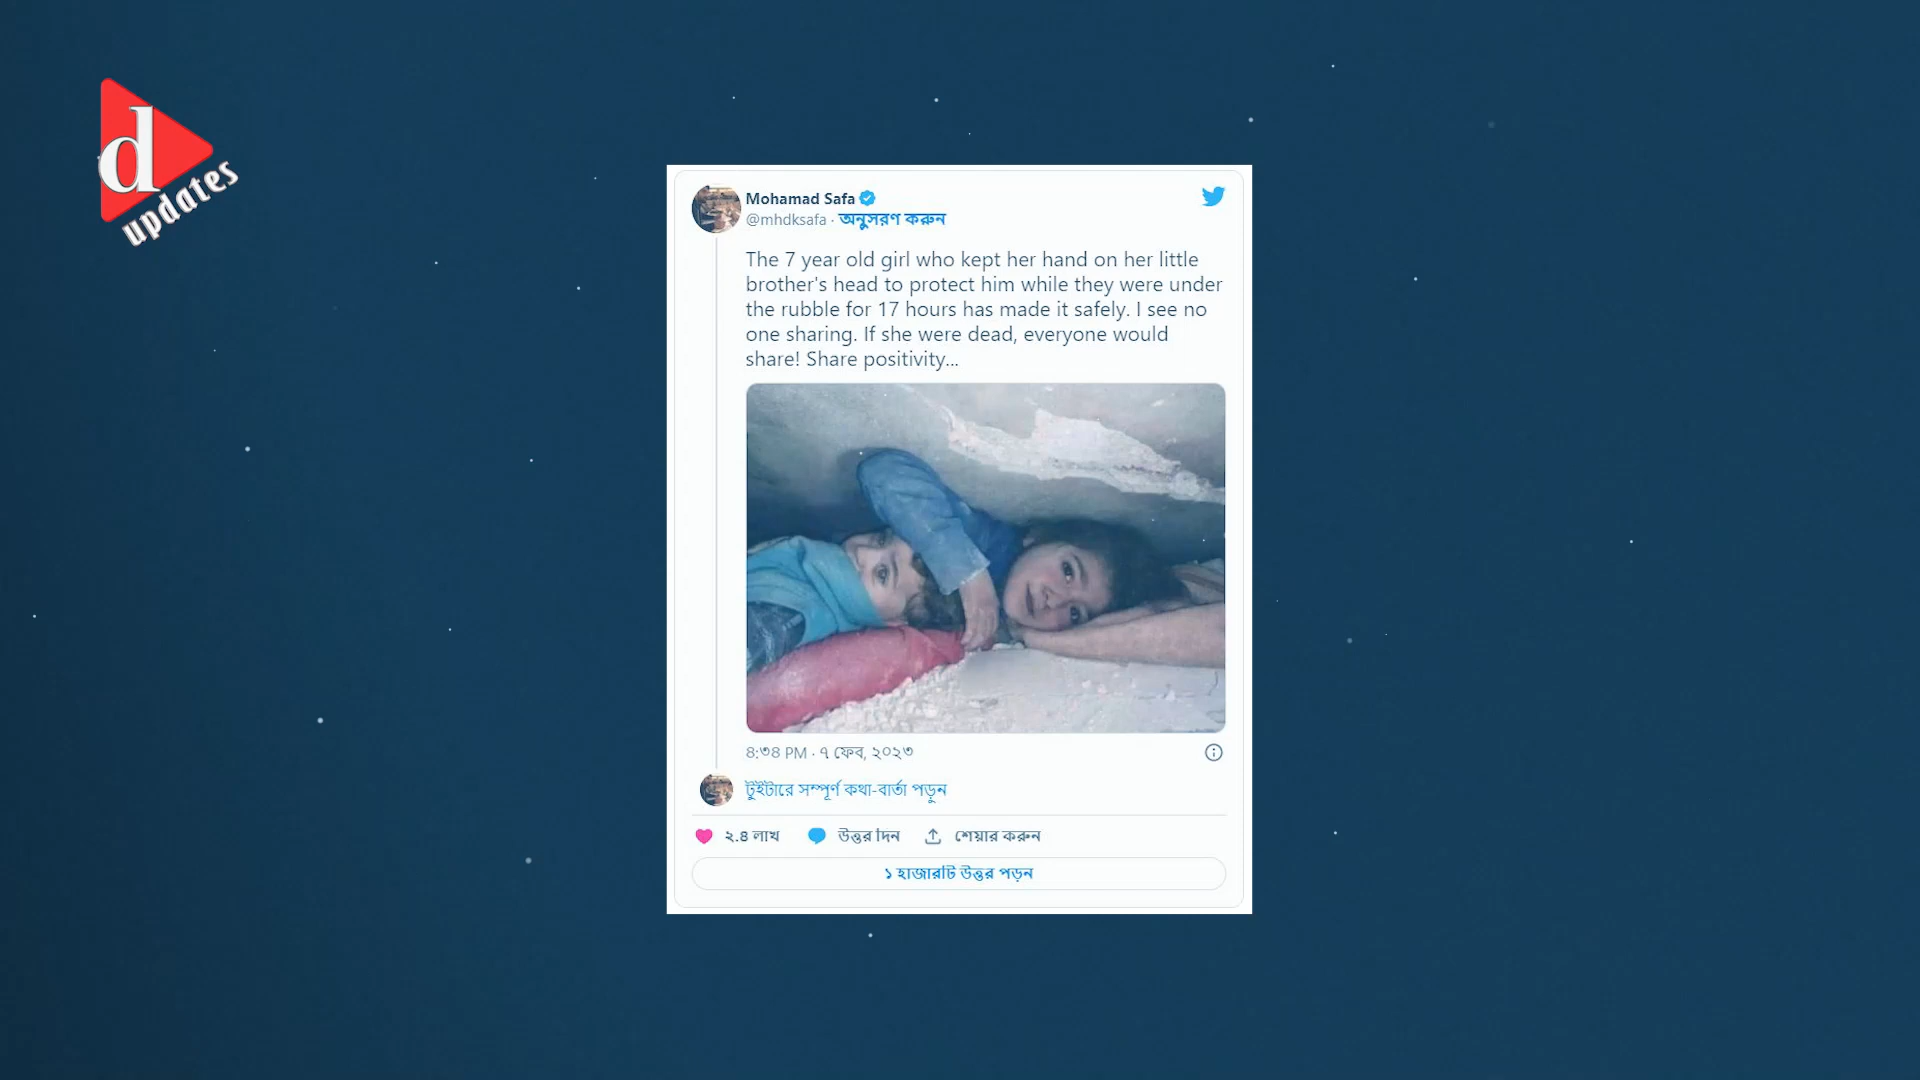 d
updates
Mohamad Safa
@mhdksafa · অনুসরণ করুন
The 7 year old girl who kept her hand on her little
brother's head to protect him while they were under
the rubble for 17 hours has made it safely. I see no
one sharing. If she were dead, everyone would
share! Share positivity...
৪:৩৪ PM · ৭ ফেব, ২০২৩
টুইটারে সম্পূর্ণ কথা-বার্তা পড়ুন
২.৪ লাখ উত্তর দিন শেয়ার করুন
১ হাজারটি উত্তর পড়ুন